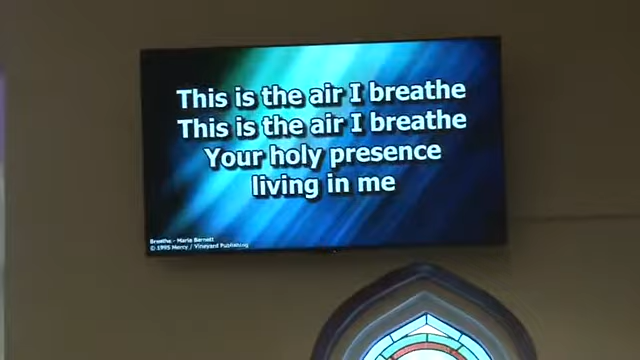 This is the air I breathe
This is the air I breathe
Your holy presence
living in me
Breathe - Marie Barnett
© 1995 Mercy / Vineyard Publishing